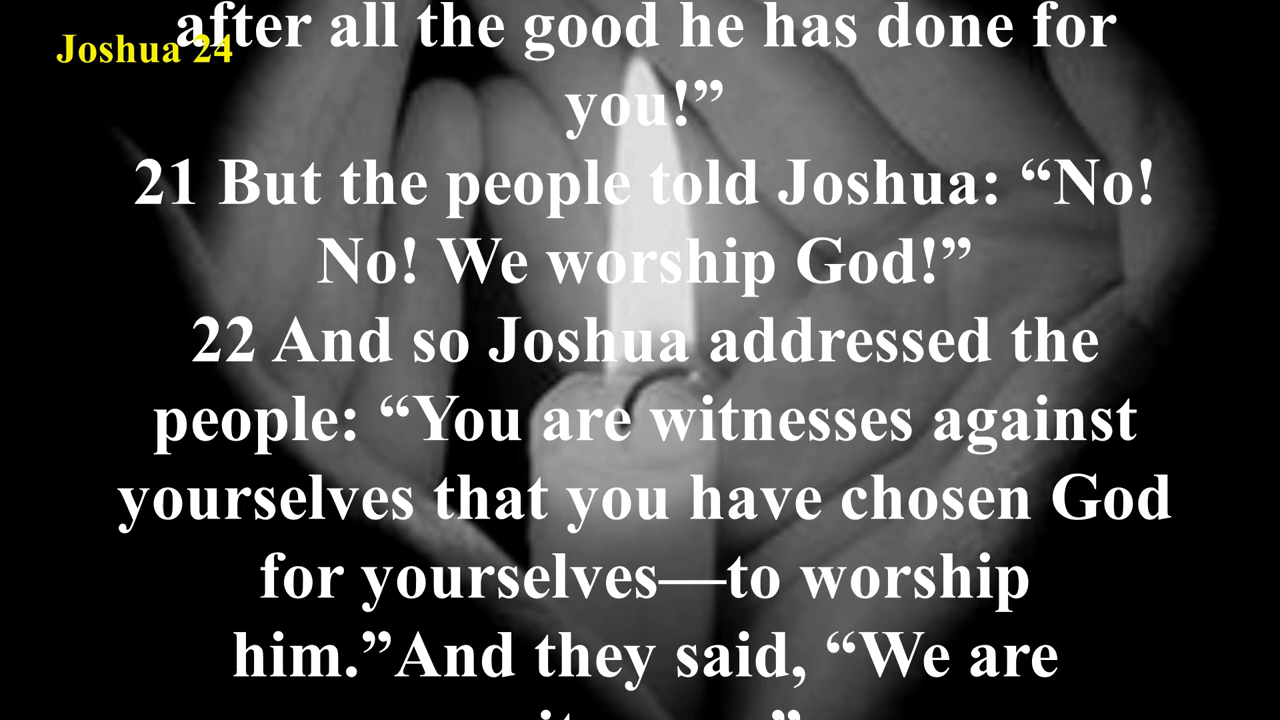 after all the good he has done for
Joshua 24
you!”
21 But the people told Joshua: “No!
No! We worship God!”
22 And so Joshua addressed the
people: “You are witnesses against
yourselves that you have chosen God
for yourselves—to worship
him.”And they said, “We are